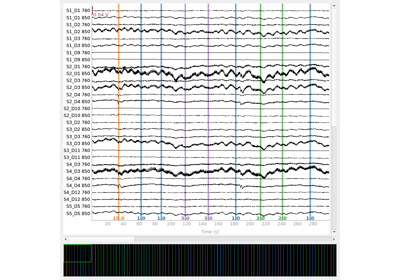 S1_D1 760
S1_D1 850
S1_D2 760
S1_D2 850
S1_D3 760
S1_D3 850
S1_D9 760
S1_D9 850
S2_D1 760
S2_D1 850
S2_D3 760
S2_D3 850
S2_D4 760
S2_D4 850
S2_D10 760
S2_D10 850
S3_D2 760
S3_D2 850
S3_D3 760
S3_D3 850
S3_D11 760
S3_D11 850
S4_D3 760
S4_D3 850
S4_D4 760
S4_D4 850
S4_D12 760
S4_D12 850
S5_D5 760
S5_D5 850
20 40 60 80 100 120 140 160 180 200 220 240 260 280
Time (s)